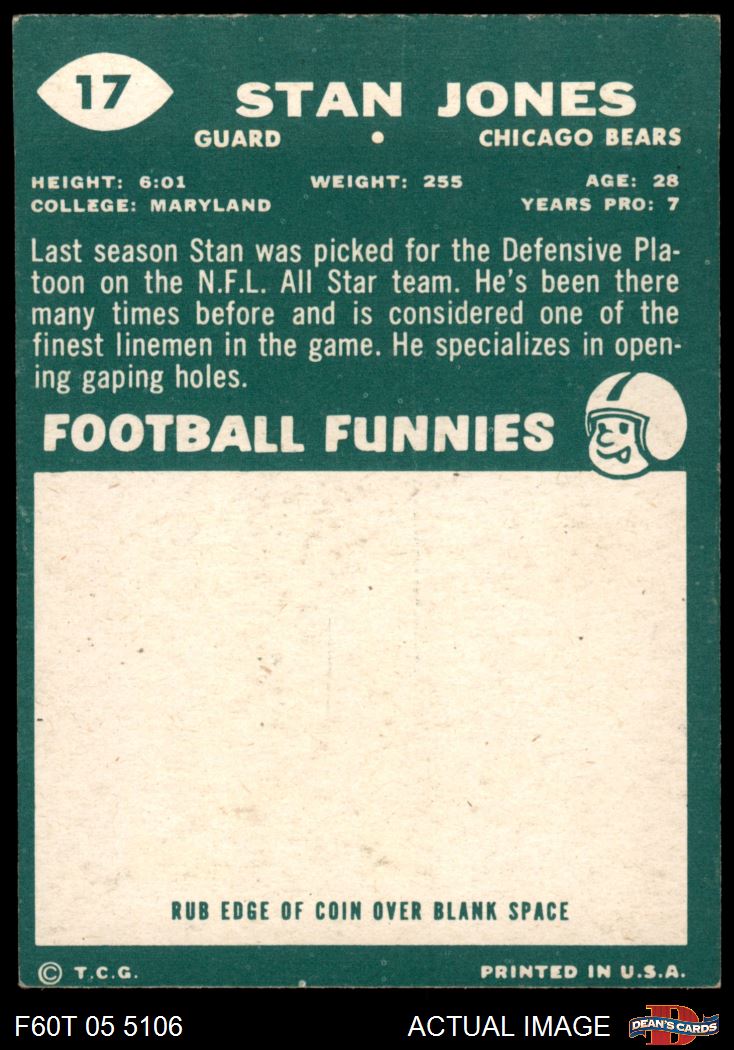 17
STAN JONES
GUARD • CHICAGO BEARS
HEIGHT: 6:01 WEIGHT: 255 AGE: 28
COLLEGE: MARYLAND YEARS PRO: 7
Last season Stan was picked for the Defensive Pla-
toon on the N.F.L. All Star team. He's been there
many times before and is considered one of the
finest linemen in the game. He specializes in open-
ing gaping holes.
FOOTBALL FUNNIES
RUB EDGE OF COIN OVER BLANK SPACE
© T.C.G. PRINTED IN U.S.A.
F60T 05 5106 ACTUAL IMAGE D DEAN'S CARDS